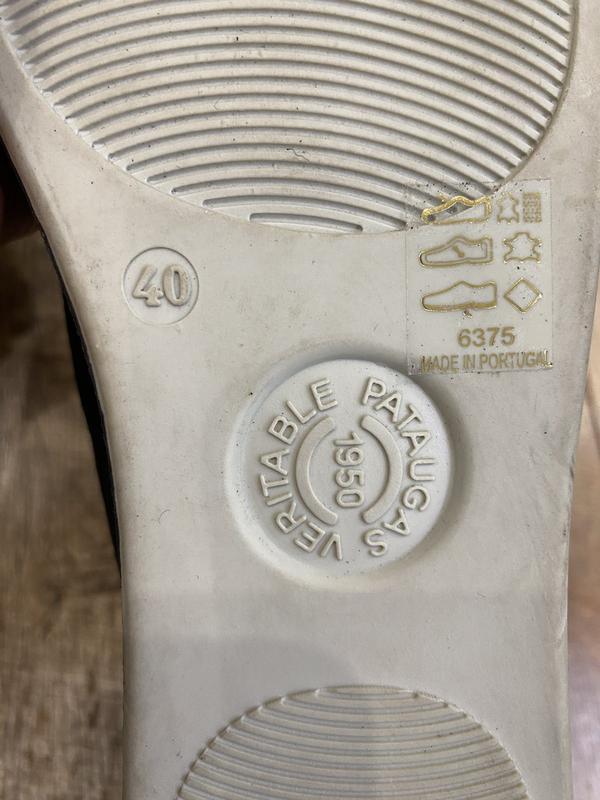 40
6375
MADE IN PORTUGAL
VERITABLE PATAUGAS
1950